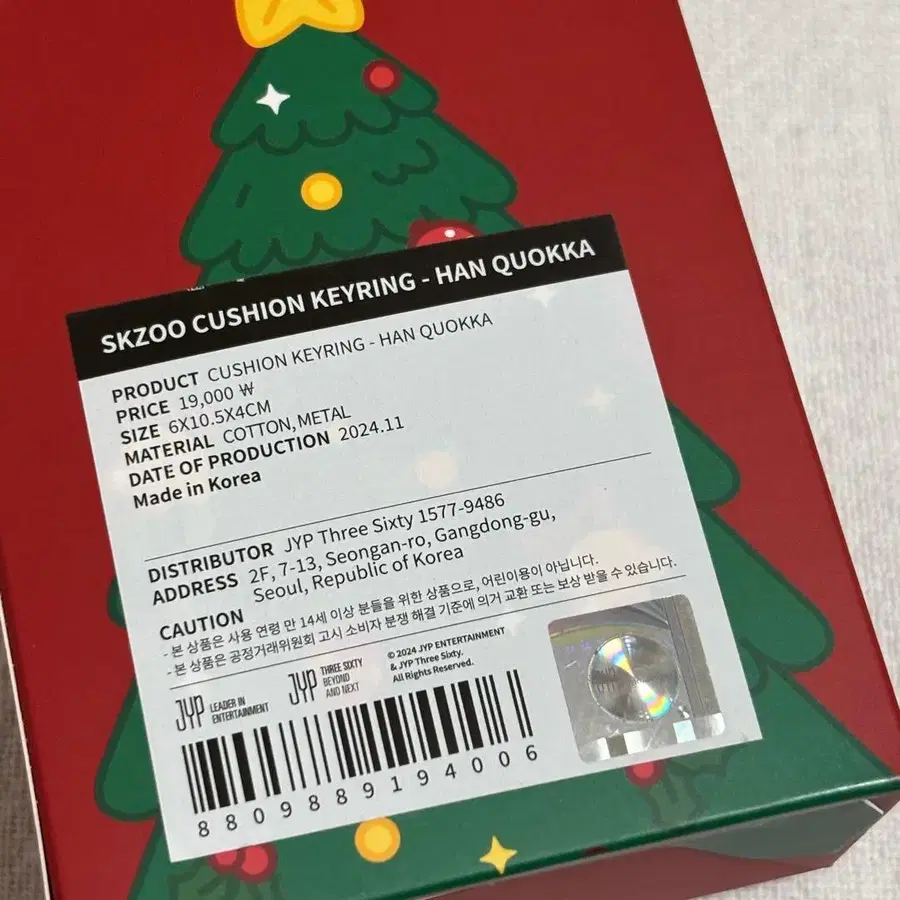 SKZOO CUSHION KEYRING - HAN QUOKKA
PRODUCT CUSHION KEYRING - HAN QUOKKA
PRICE 19,000 ₩
SIZE 6X10.5X4CM
MATERIAL COTTON,METAL
DATE OF PRODUCTION 2024.11
Made in Korea
DISTRIBUTOR JYP Three Sixty 1577-9486
ADDRESS 2F, 7-13, Seongan-ro, Gangdong-gu,
Seoul, Republic of Korea
CAUTION
- 본 상품은 사용 연령 만 14세 이상 분들을 위한 상품으로, 어린이용이 아닙니다.
- 본 상품은 공정거래위원회 고시 소비자 분쟁 해결 기준에 의거 교환 또는 보상 받을 수 있습니다.
JYP LEADER IN
ENTERTAINMENT
JYP THREE SIXTY
BEYOND
AND NEXT
© 2024 JYP ENTERTAINMENT
& JYP Three Sixty.
All Rights Reserved.
8809889194006